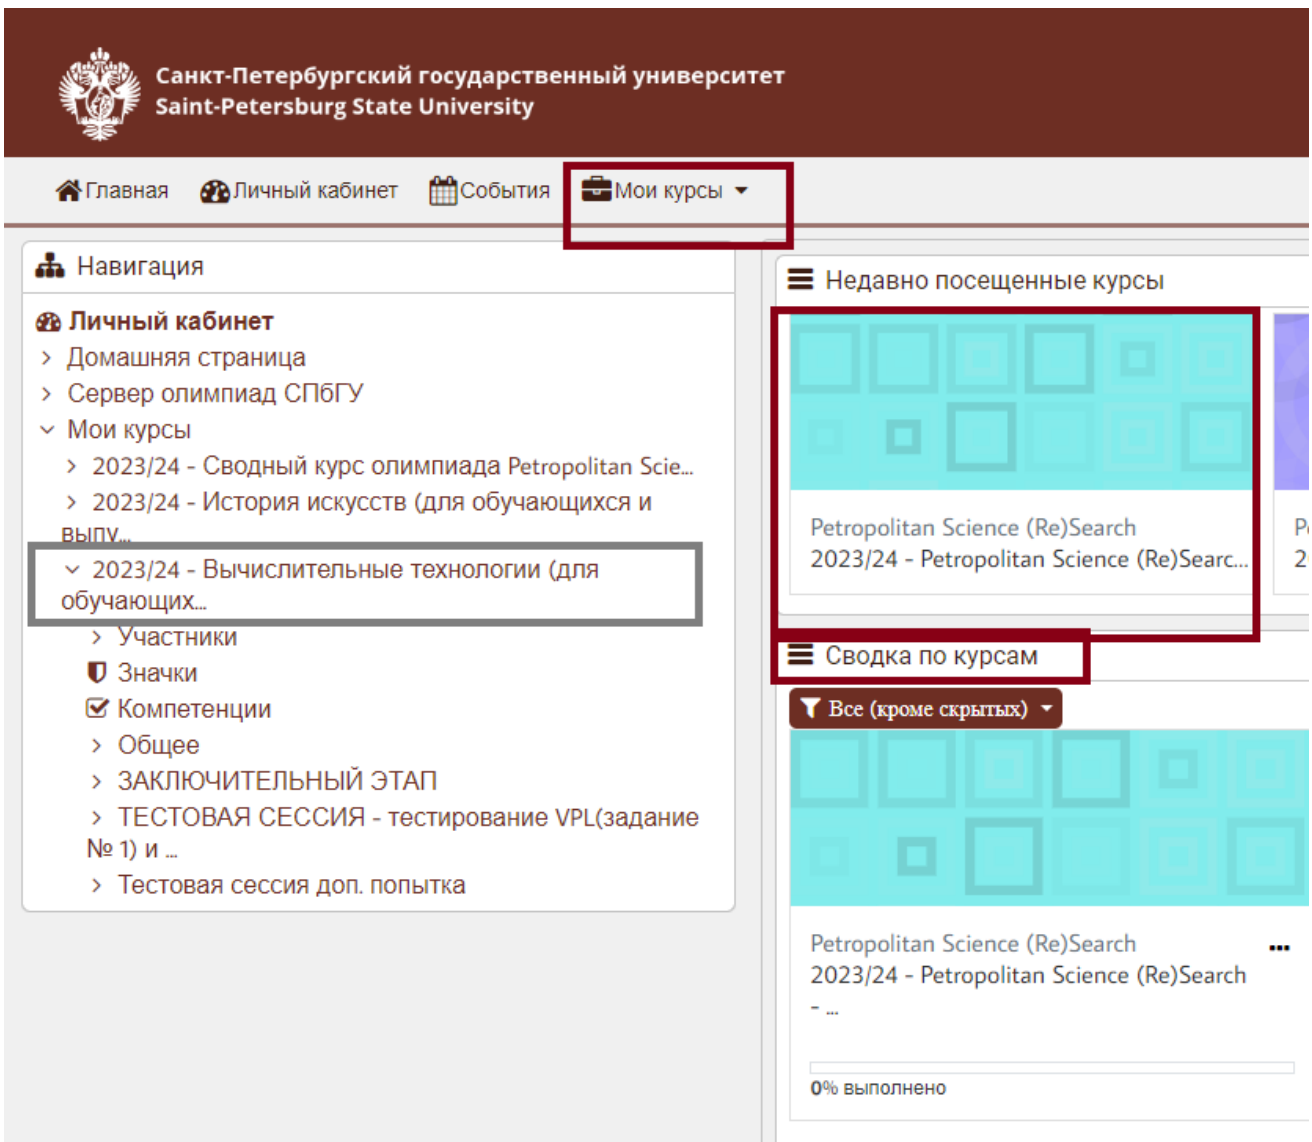 Санкт-Петербургский государственный университет
Saint-Petersburg State University
Главная Личный кабинет События Мои курсы
Навигация
Личный кабинет
Домашняя страница
Сервер олимпиад СПбГУ
Мои курсы
2023/24 - Сводный курс олимпиада Petropolitan Scie...
2023/24 - История искусств (для обучающихся и
выпу...
2023/24 - Вычислительные технологии (для
обучающих...
Участники
Значки
Компетенции
Общее
ЗАКЛЮЧИТЕЛЬНЫЙ ЭТАП
ТЕСТОВАЯ СЕССИЯ - тестирование VPL(задание
№ 1) и ...
Тестовая сессия доп. попытка
Недавно посещенные курсы
Petropolitan Science (Re)Search
2023/24 - Petropolitan Science (Re)Searc...
Сводка по курсам
Все (кроме скрытых)
Petropolitan Science (Re)Search
2023/24 - Petropolitan Science (Re)Search
- ...
0% выполнено